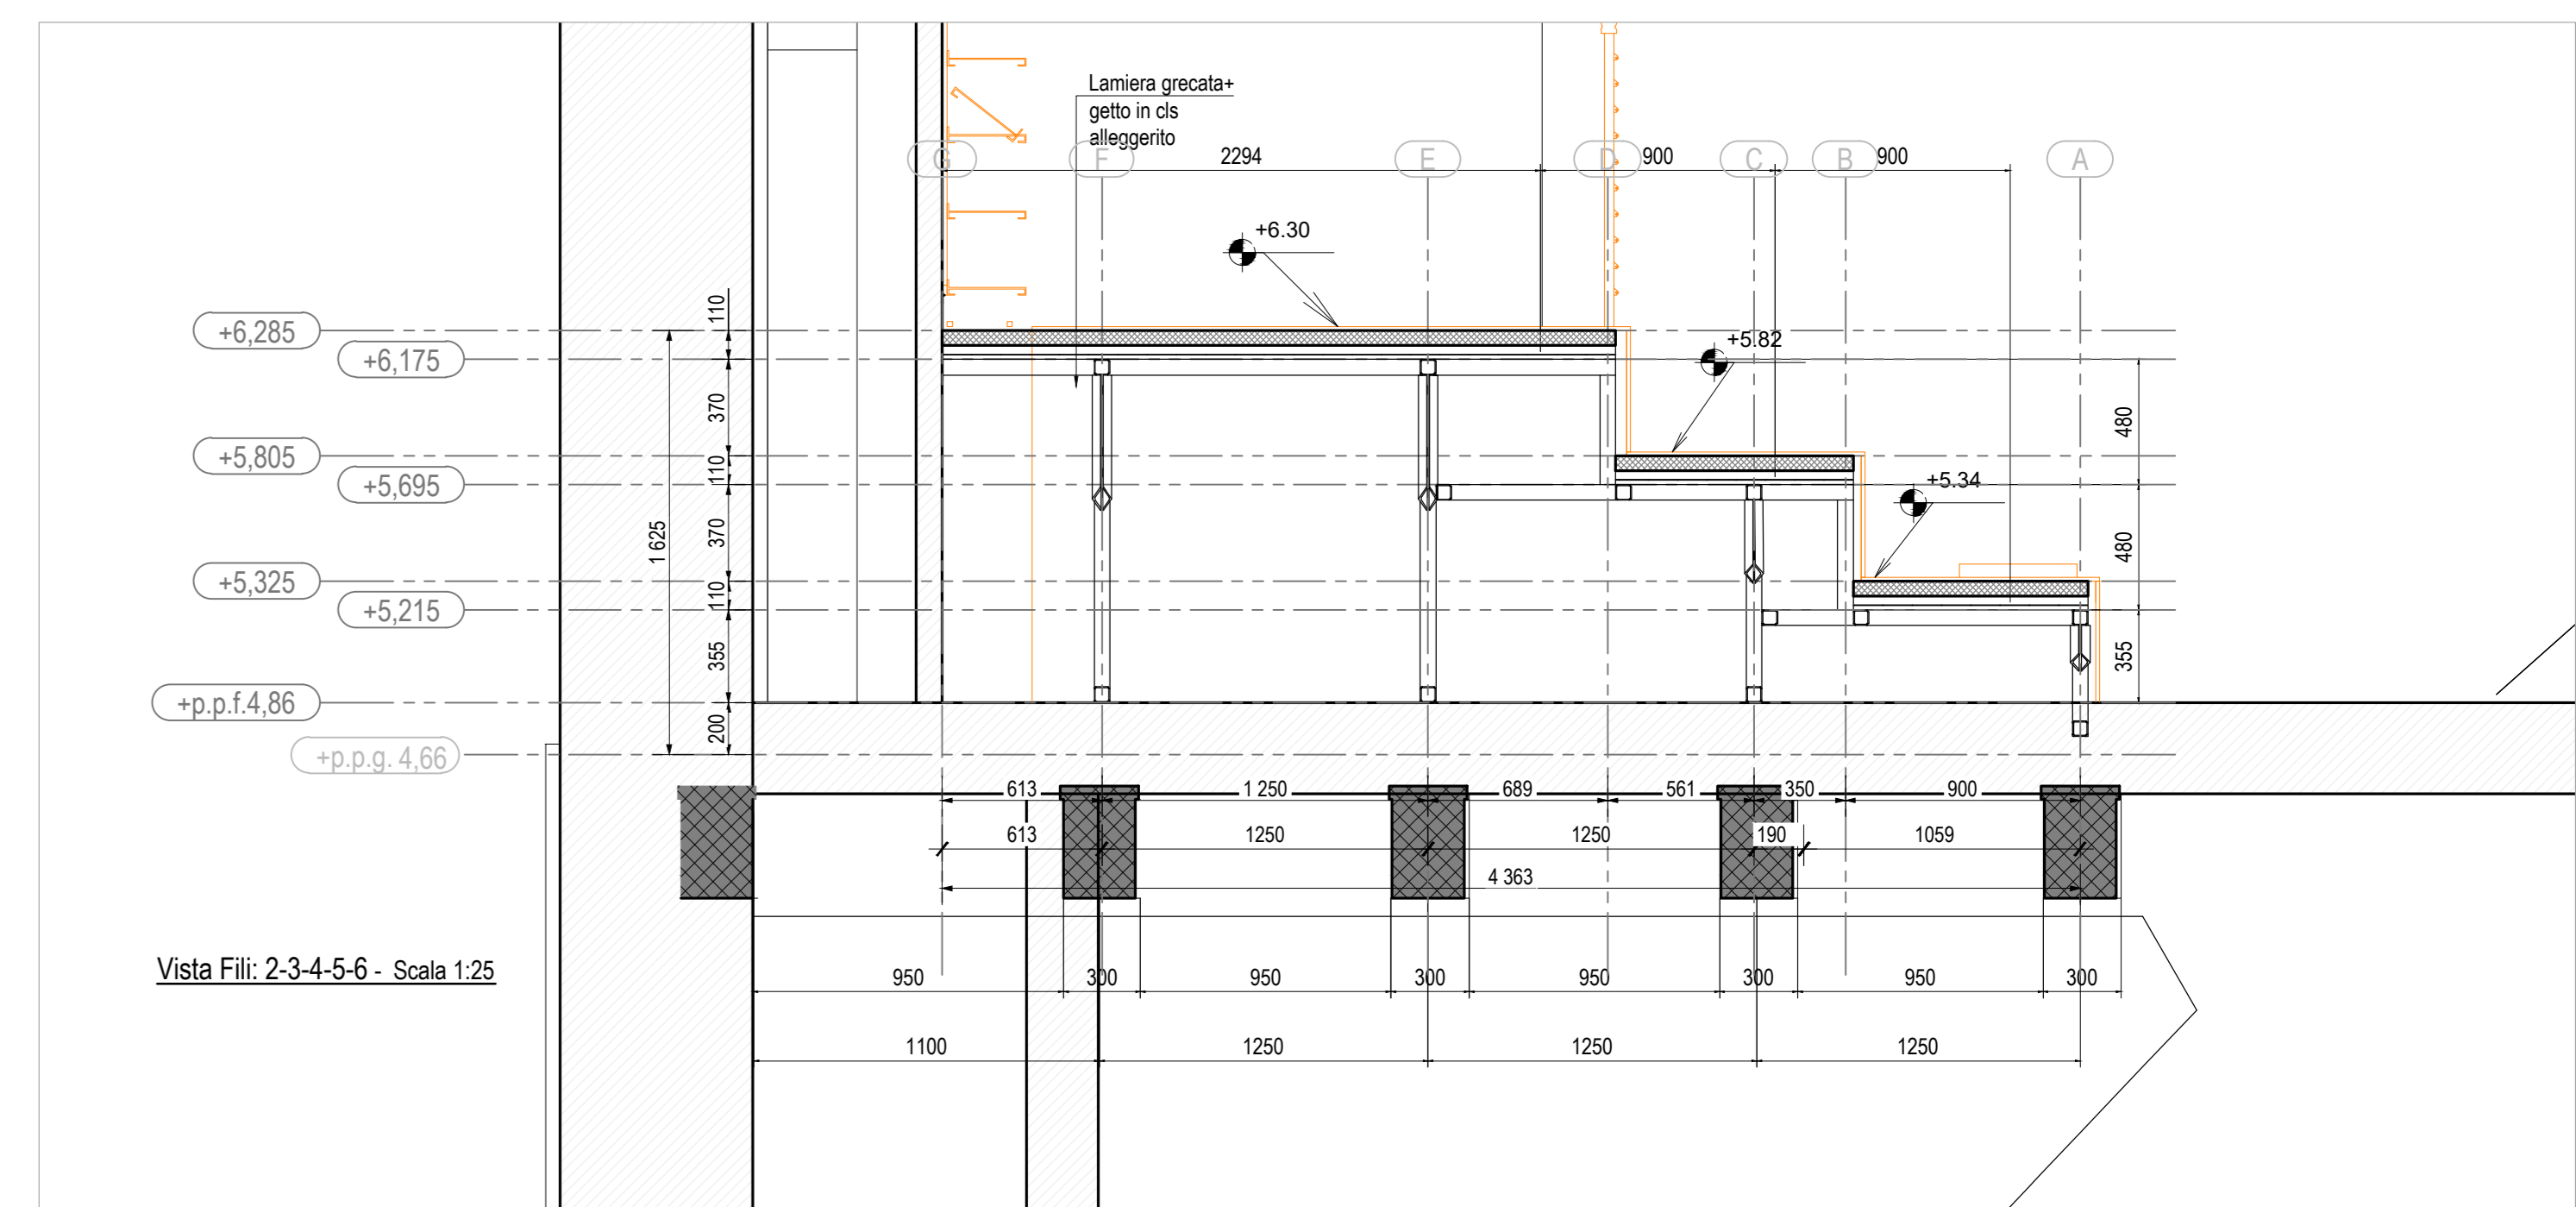 Lamiera grecata+
getto in cls
alleggerito
G F E D C B A
2294 900 900
+6.30
+5.82
+5.34
+6,285
+6,175
+5,805
+5,695
+5,325
+5,215
+p.p.f.4,86
+p.p.g. 4,66
1 625
110
370
110
370
110
355
200
480
480
355
613 1 250 689 561 350 900
613 1250 1250 190 1059
4 363
Vista Fili: 2-3-4-5-6 - Scala 1:25
950 300 950 300 950 300 950 300
1100 1250 1250 1250